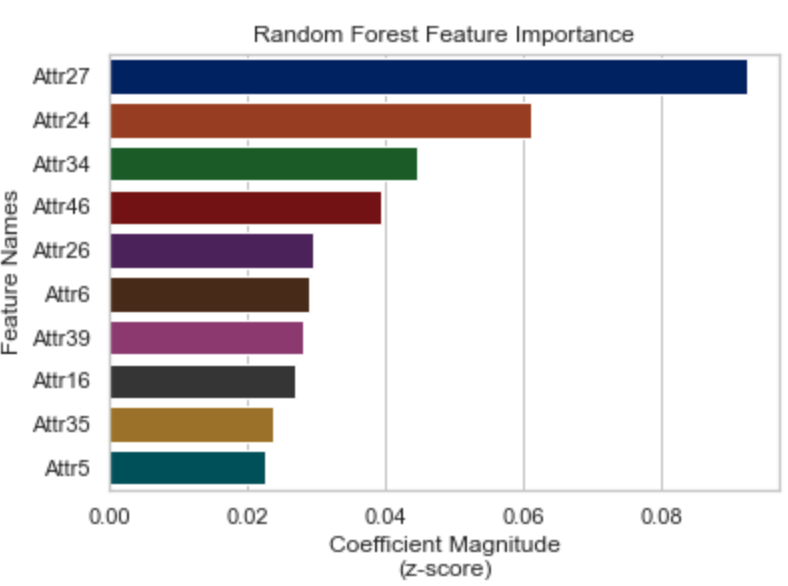 Random Forest Feature Importance
Feature Names
Attr27
Attr24
Attr34
Attr46
Attr26
Attr6
Attr39
Attr16
Attr35
Attr5
0.00 0.02 0.04 0.06 0.08
Coefficient Magnitude
(z-score)